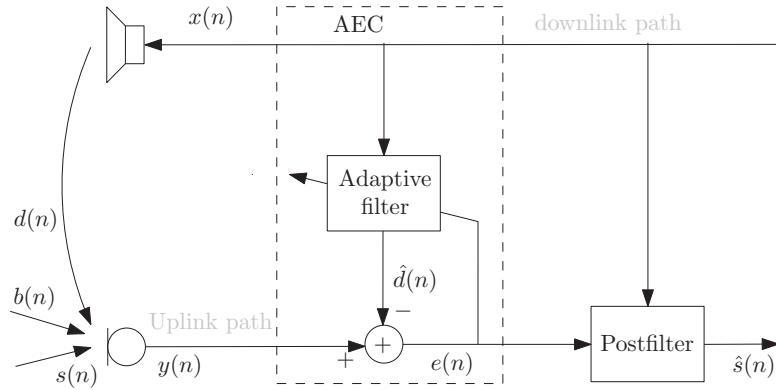 x(n)
AEC
downlink path
Adaptive
filter
d(n)
d̂(n)
b(n)
Uplink path
−
+
Postfilter
s(n)
y(n)
+
e(n)
ŝ(n)